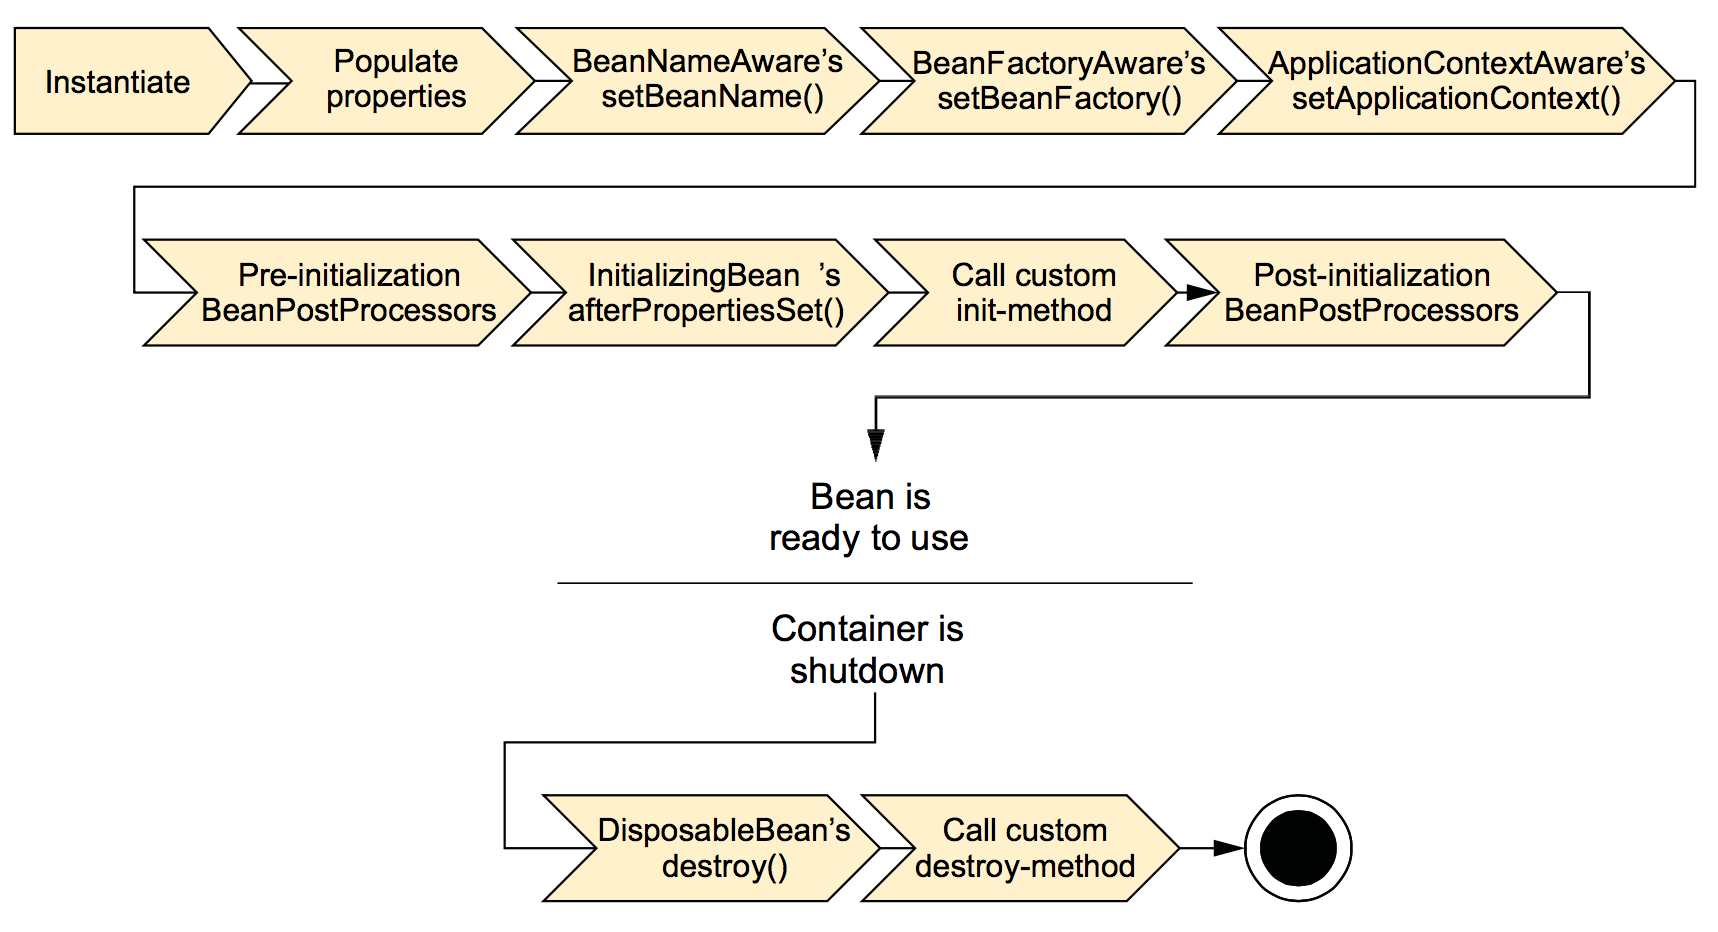 Instantiate
Populate
properties
BeanNameAware’s
setBeanName()
BeanFactoryAware’s
setBeanFactory()
ApplicationContextAware’s
setApplicationContext()
Pre-initialization
BeanPostProcessors
InitializingBean ’s
afterPropertiesSet()
Call custom
init-method
Post-initialization
BeanPostProcessors
Bean is
ready to use
Container is
shutdown
DisposableBean’s
destroy()
Call custom
destroy-method